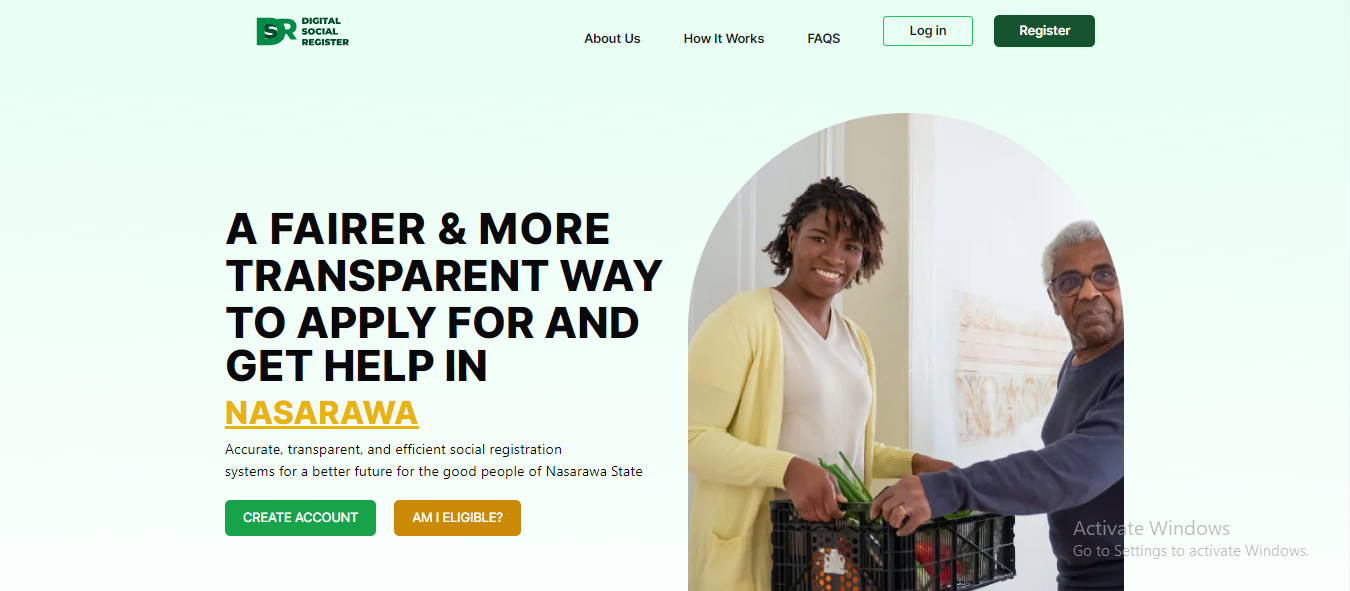 DSR DIGITAL
SOCIAL
REGISTER
About Us
How It Works
FAQS
Log in
Register
A FAIRER & MORE
TRANSPARENT WAY
TO APPLY FOR AND
GET HELP IN
NASARAWA
Accurate, transparent, and efficient social registration
systems for a better future for the good people of Nasarawa State
CREATE ACCOUNT
AM I ELIGIBLE?
Activate Windows
Go to Settings to activate Windows.